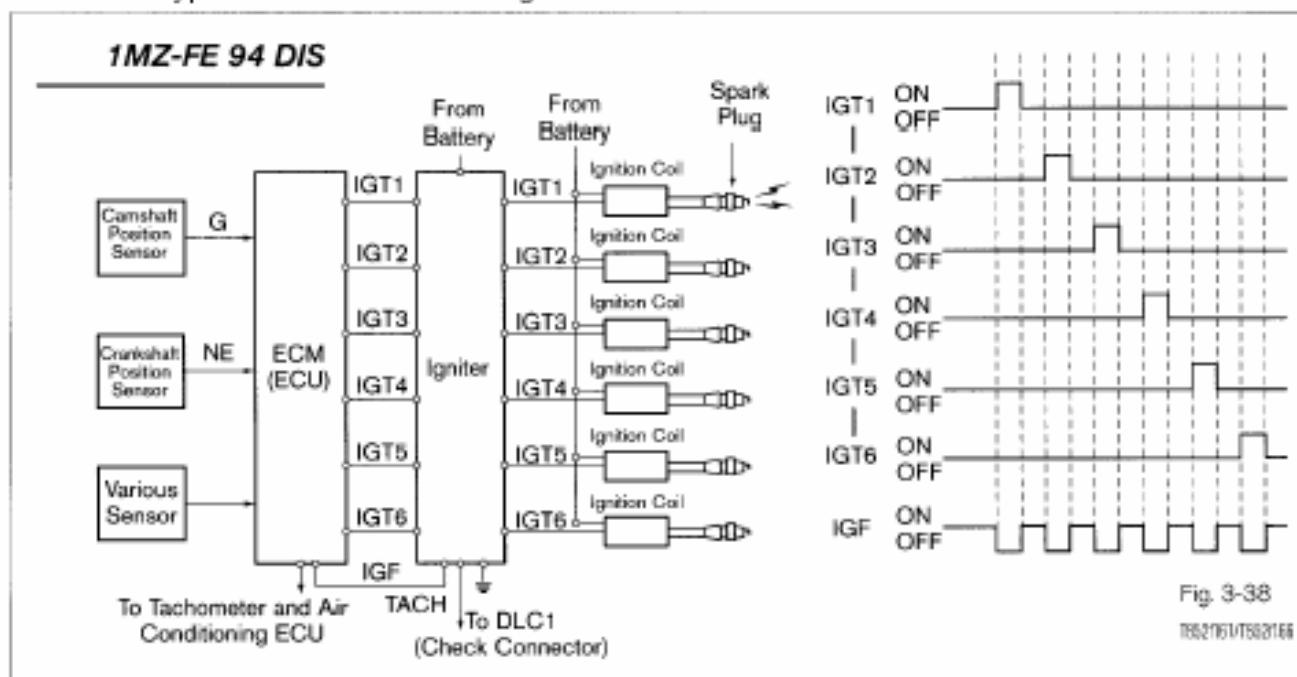 1MZ-FE 94 DIS
From
Battery
From
Battery
Spark
Plug
Camshaft
Position
Sensor
G
Crankshaft
Position
Sensor
NE
Various
Sensor
ECM
(ECU)
IGT1
IGT2
IGT3
IGT4
IGT5
IGT6
Igniter
IGT1
IGT2
IGT3
IGT4
IGT5
IGT6
Ignition Coil
Ignition Coil
Ignition Coil
Ignition Coil
Ignition Coil
Ignition Coil
IGF
TACH
To Tachometer and Air
Conditioning ECU
To DLC1
(Check Connector)
IGT1 ON
OFF
IGT2 ON
OFF
IGT3 ON
OFF
IGT4 ON
OFF
IGT5 ON
OFF
IGT6 ON
OFF
IGF ON
OFF
Fig. 3-38